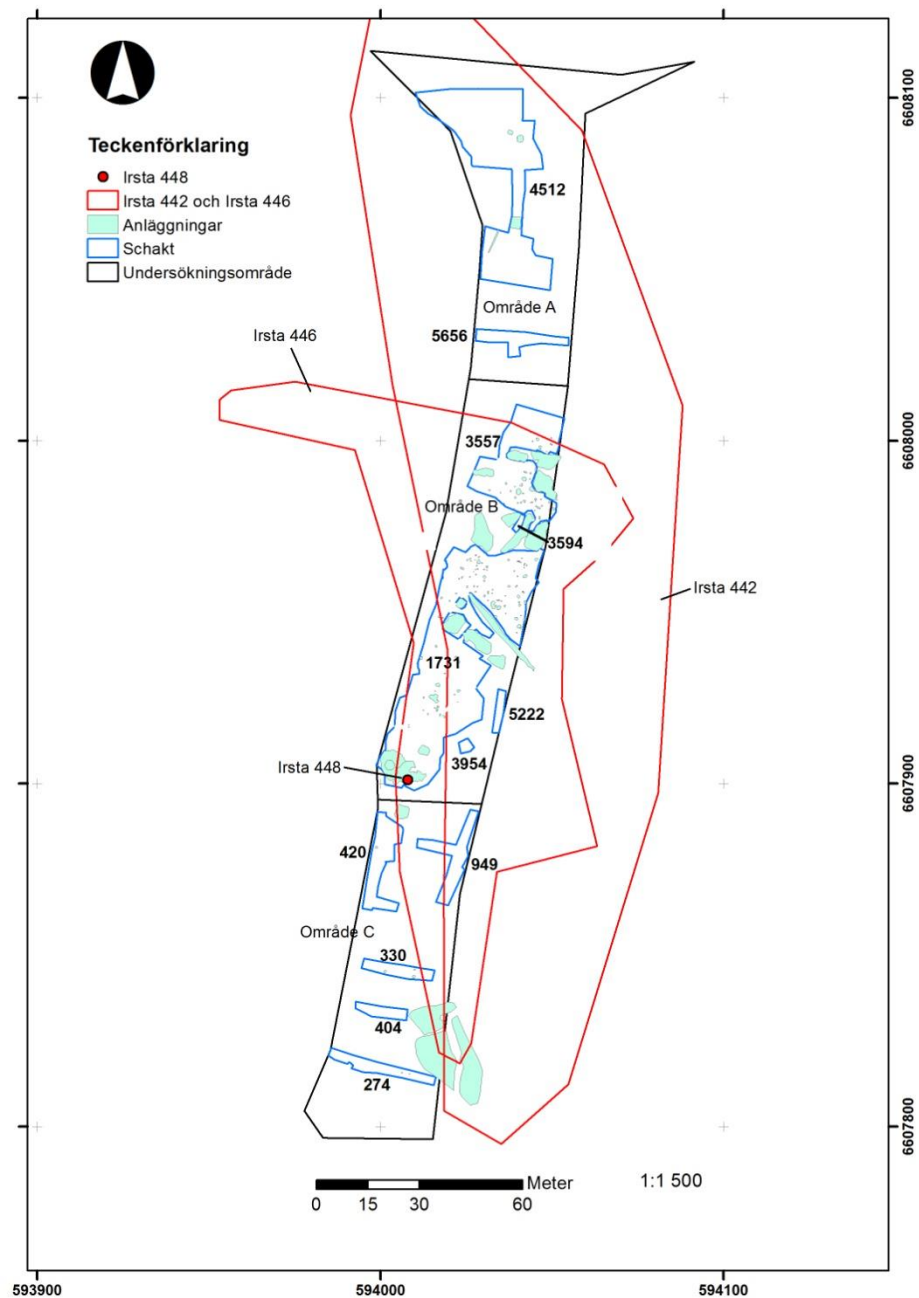 Teckenförklaring
Irsta 448
Irsta 442 och Irsta 446
Anläggningar
Schakt
Undersökningsområde
6608100
4512
Område A
5656
Irsta 446
3557
6608000
Område B
3594
Irsta 442
1731
5222
3954
Irsta 448
6607900
420
949
Område C
330
404
274
6607800
Meter
1:1 500
0 15 30 60
593900 594000 594100